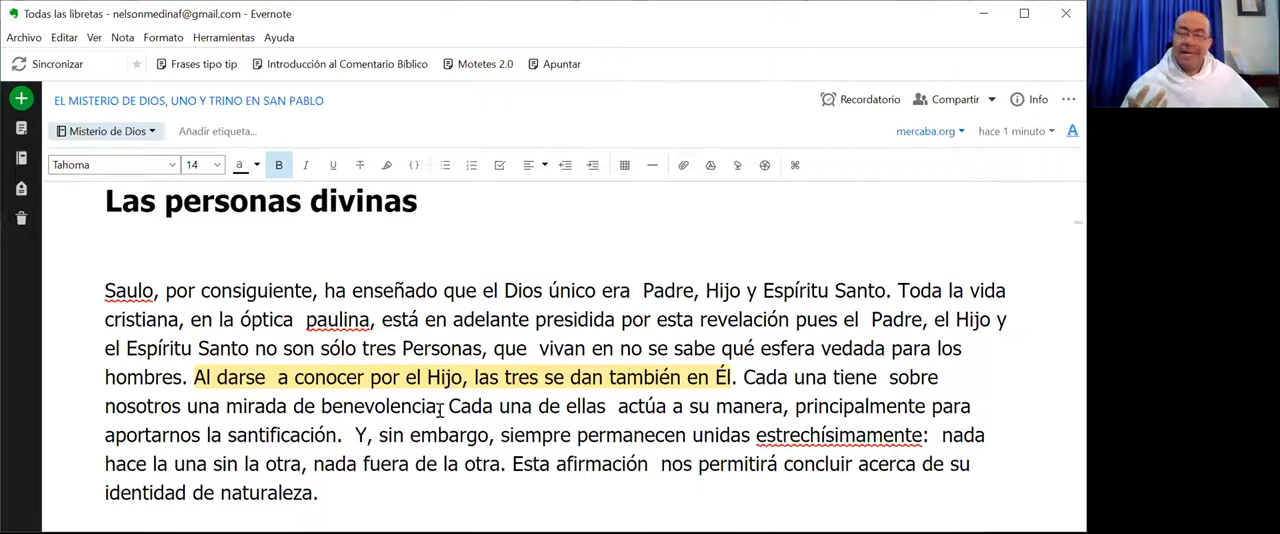 Todas las libretas - nelsonmedinaf@gmail.com - Evernote
Archivo Editar Ver Nota Formato Herramientas Ayuda
Sincronizar Frases tipo tip Introducción al Comentario Bíblico Motetes 2.0 Apuntar
EL MISTERIO DE DIOS, UNO Y TRINO EN SAN PABLO Recordatorio Compartir Info
Misterio de Dios Añadir etiqueta... mercaba.org hace 1 minuto A
Tahoma 14 a B I U T { }
Las personas divinas
Saulo, por consiguiente, ha enseñado que el Dios único era  Padre, Hijo y Espíritu Santo. Toda la vida
cristiana, en la óptica  paulina, está en adelante presidida por esta revelación pues el  Padre, el Hijo y
el Espíritu Santo no son sólo tres Personas, que  vivan en no se sabe qué esfera vedada para los
hombres. Al darse  a conocer por el Hijo, las tres se dan también en Él. Cada una tiene  sobre
nosotros una mirada de benevolencia. Cada una de ellas  actúa a su manera, principalmente para
aportarnos la santificación.  Y, sin embargo, siempre permanecen unidas estrechísimamente:  nada
hace la una sin la otra, nada fuera de la otra. Esta afirmación  nos permitirá concluir acerca de su
identidad de naturaleza.